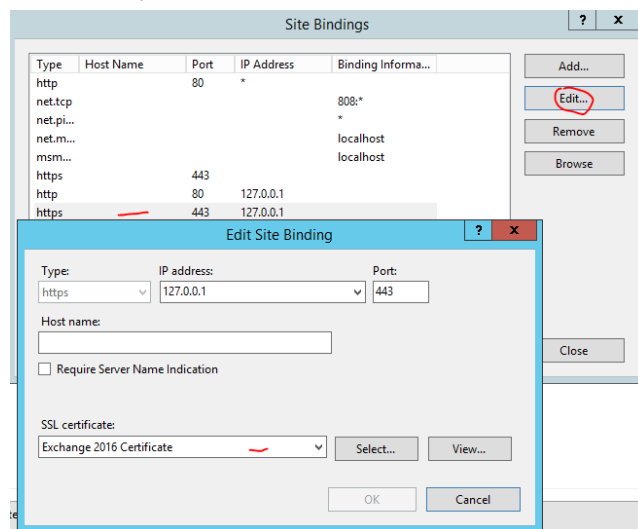 Site Bindings ? x
Type Host Name Port IP Address Binding Informa... Add...
http 80 *
net.tcp 808:* Edit...
net.pi... *
net.m... localhost Remove
msm... localhost Browse
https 443
http 80 127.0.0.1
https 443 127.0.0.1
Edit Site Binding ? x
Type: IP address: Port:
https 127.0.0.1 443
Host name:
Require Server Name Indication
Close
SSL certificate:
Exchange 2016 Certificate Select... View...
OK Cancel